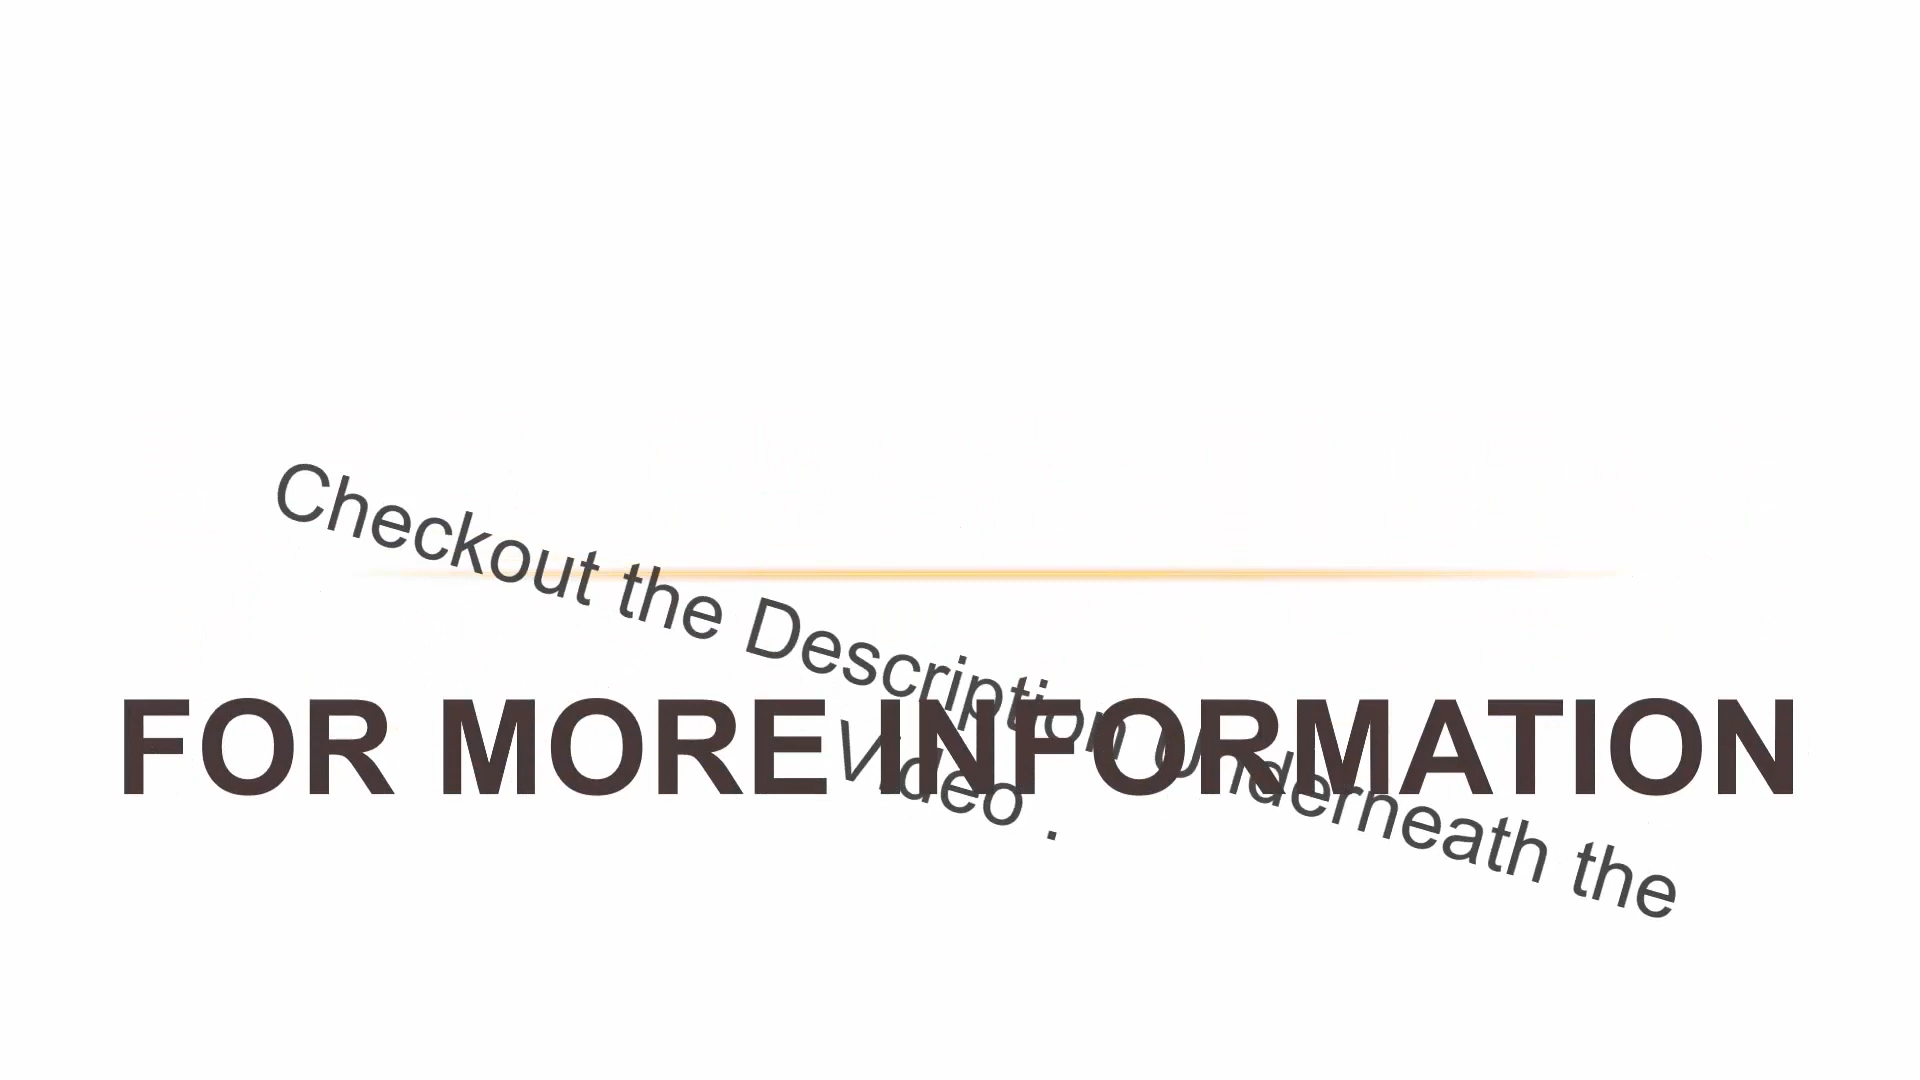 Checkout the Description Underneath the
Video .
FOR MORE INFORMATION